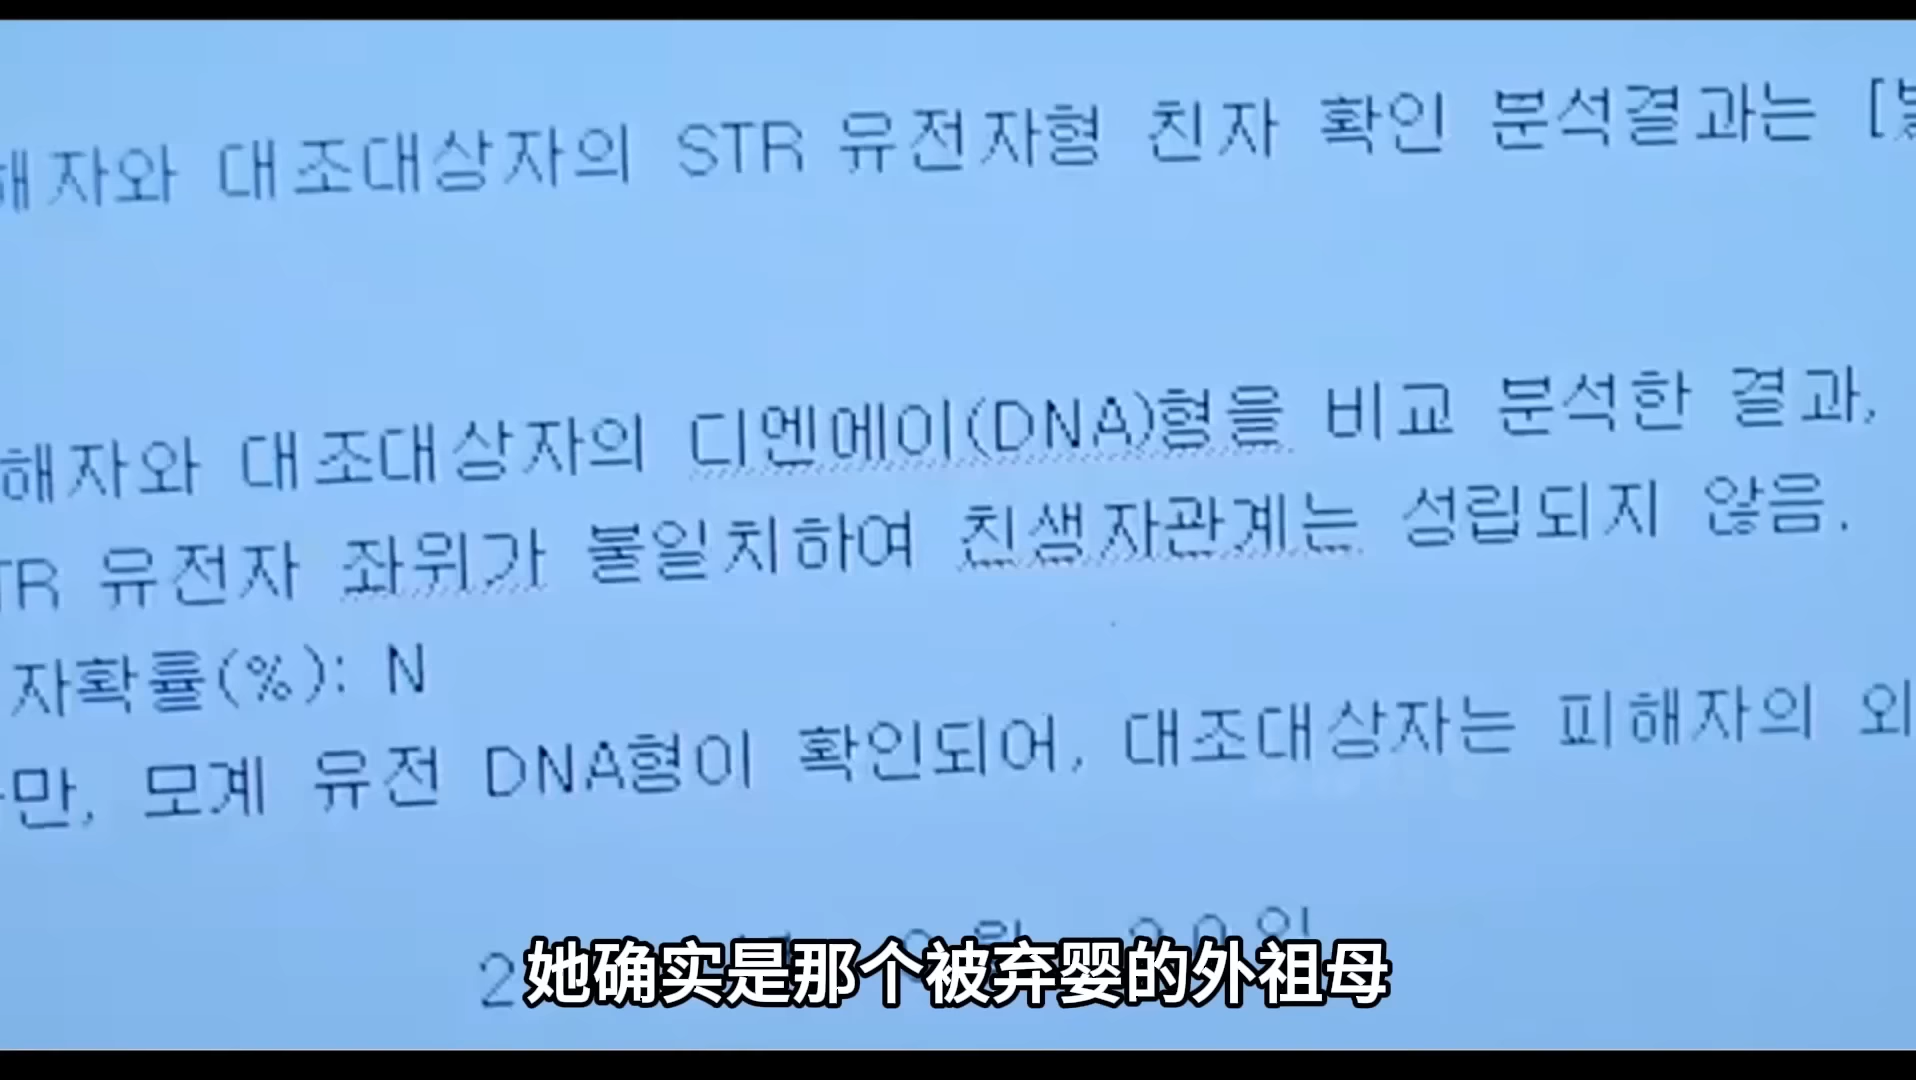 해자와 대조대상자의 STR 유전자형 친자 확인 분석결과는 [
해자와 대조대상자의 디엔에이(DNA)형을 비교 분석한 결과,
TR 유전자 좌위가 불일치하여 친생자관계는 성립되지 않음.
자확률(%): N
만, 모계 유전 DNA형이 확인되어, 대조대상자는 피해자의 외
她确实是那个被弃婴的外祖母